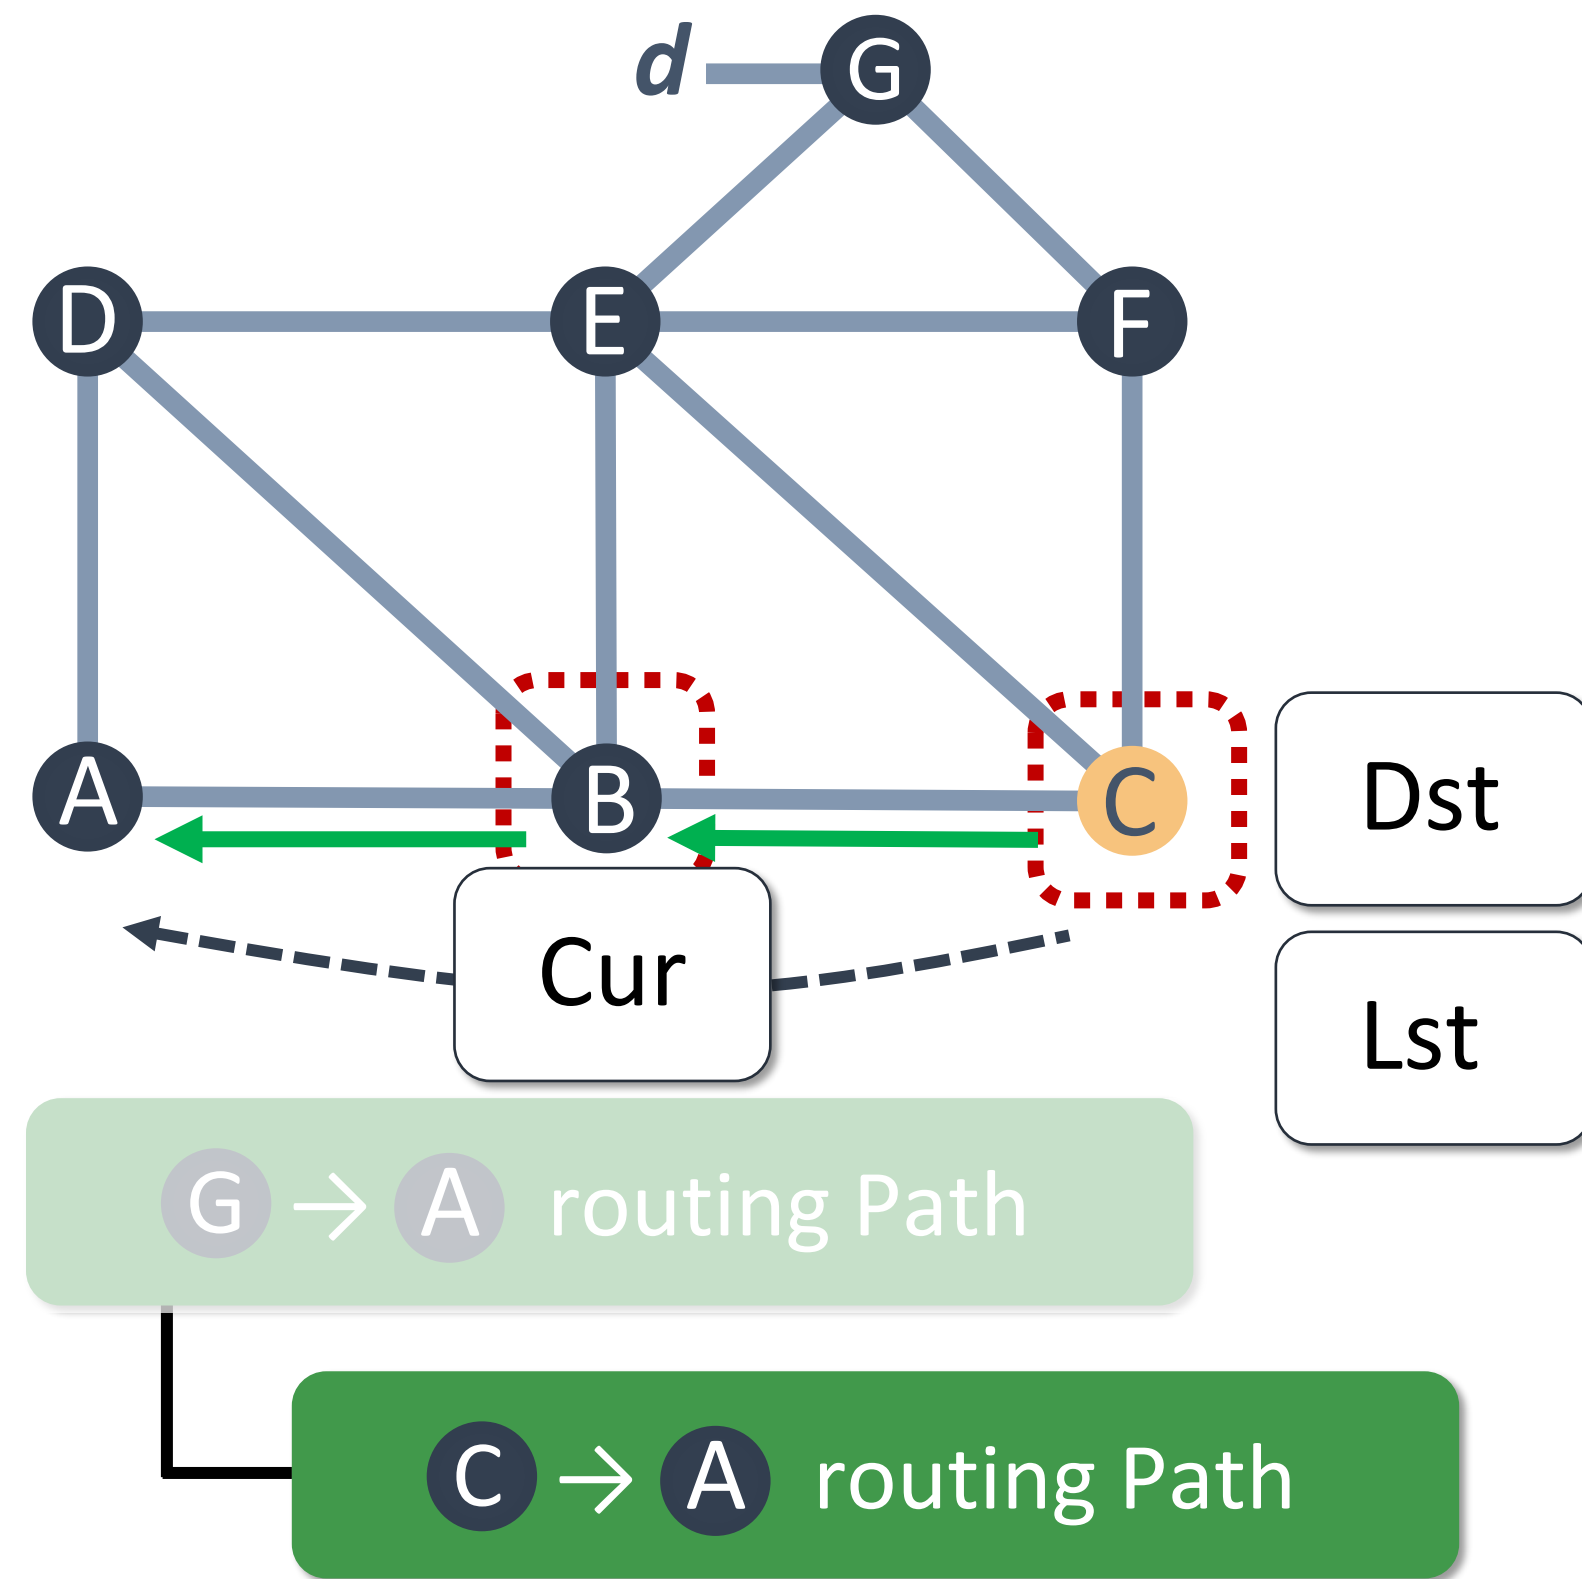 d
G
D
E
F
A
B
C
Dst
Cur
Lst
G → A routing Path
C → A routing Path